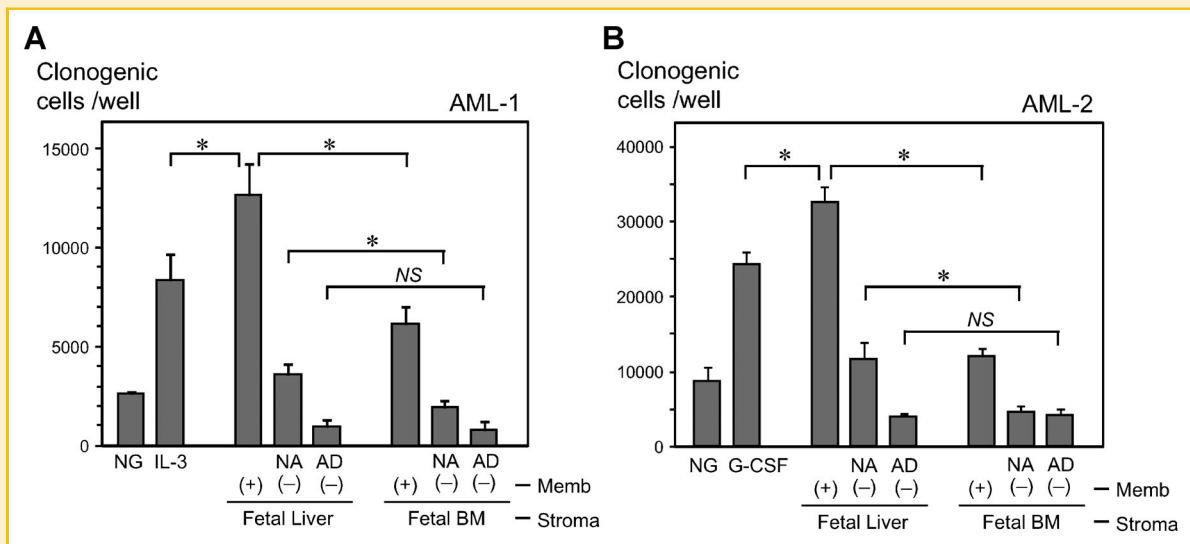 A
Clonogenic
cells /well
AML-1
15000
10000
5000
0
*
*
*
NS
NG IL-3 NA AD NA AD
(+) (–) (–) (+) (–) (–) – Memb
Fetal Liver Fetal BM – Stroma
B
Clonogenic
cells /well
AML-2
40000
30000
20000
10000
0
*
*
*
NS
NG G-CSF NA AD NA AD
(+) (–) (–) (+) (–) (–) – Memb
Fetal Liver Fetal BM – Stroma